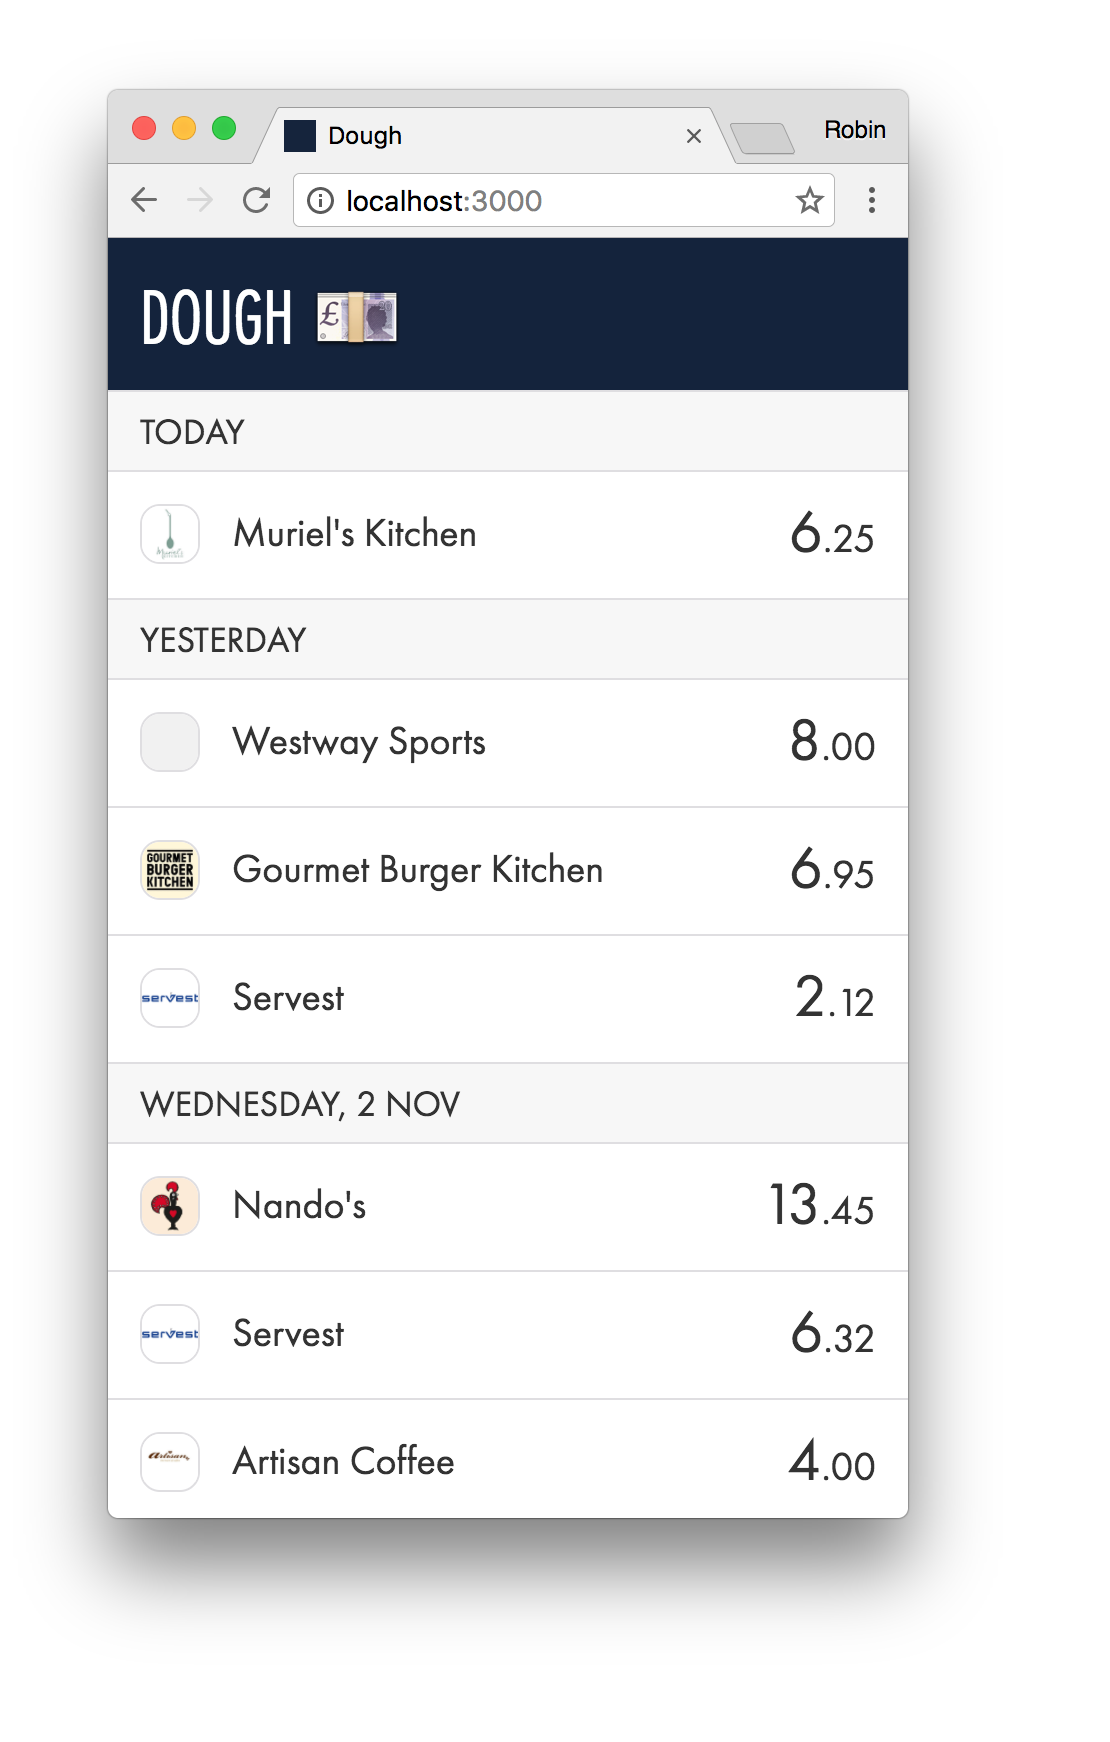 Dough
Robin
localhost:3000
DOUGH
£ 20
TODAY
Muriel's
Muriel's Kitchen 6.25
YESTERDAY
Westway Sports 8.00
GOURMET
BURGER
KITCHEN
Gourmet Burger Kitchen 6.95
servest
Servest 2.12
WEDNESDAY, 2 NOV
Nando's 13.45
servest
Servest 6.32
artisan
Artisan Coffee 4.00